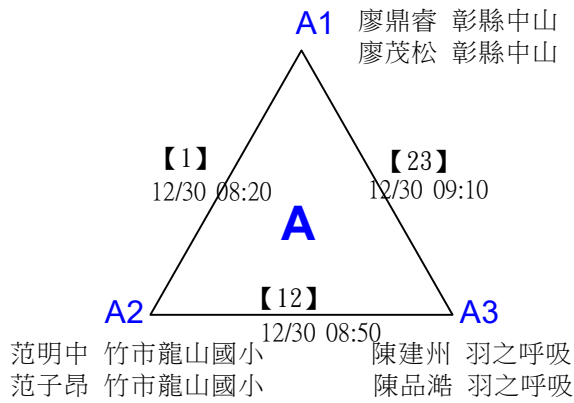 A1
廖鼎睿 彰縣中山
廖茂松 彰縣中山
【1】
12/30 08:20
【23】
12/30 09:10
A
A2
【12】
12/30 08:50
A3
范明中 竹市龍山國小
范子昂 竹市龍山國小
陳建州 羽之呼吸
陳品澔 羽之呼吸